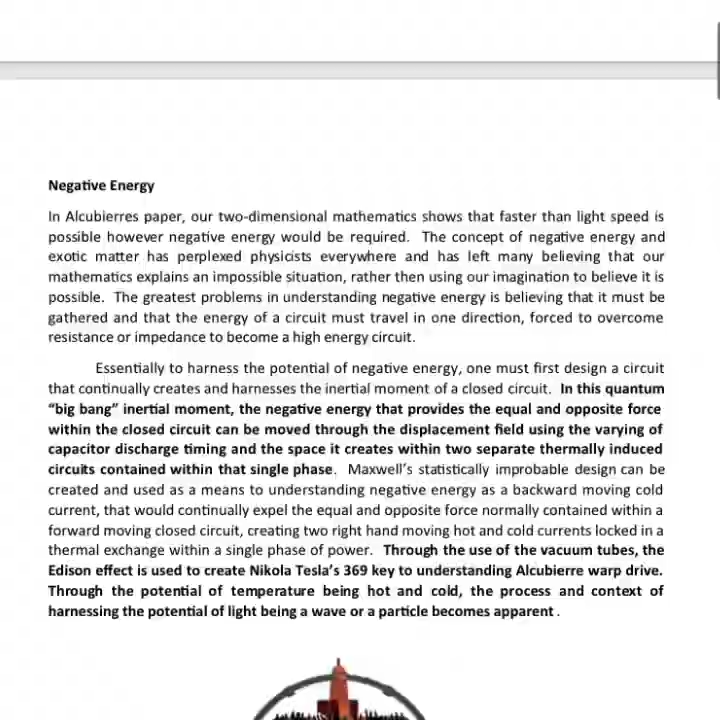 Negative Energy
In Alcubierres paper, our two-dimensional mathematics shows that faster than light speed is
possible however negative energy would be required. The concept of negative energy and
exotic matter has perplexed physicists everywhere and has left many believing that our
mathematics explains an impossible situation, rather then using our imagination to believe it is
possible. The greatest problems in understanding negative energy is believing that it must be
gathered and that the energy of a circuit must travel in one direction, forced to overcome
resistance or impedance to become a high energy circuit.
Essentially to harness the potential of negative energy, one must first design a circuit
that continually creates and harnesses the inertial moment of a closed circuit. In this quantum
“big bang” inertial moment, the negative energy that provides the equal and opposite force
within the closed circuit can be moved through the displacement field using the varying of
capacitor discharge timing and the space it creates within two separate thermally induced
circuits contained within that single phase. Maxwell’s statistically improbable design can be
created and used as a means to understanding negative energy as a backward moving cold
current, that would continually expel the equal and opposite force normally contained within a
forward moving closed circuit, creating two right hand moving hot and cold currents locked in a
thermal exchange within a single phase of power. Through the use of the vacuum tubes, the
Edison effect is used to create Nikola Tesla’s 369 key to understanding Alcubierre warp drive.
Through the potential of temperature being hot and cold, the process and context of
harnessing the potential of light being a wave or a particle becomes apparent.